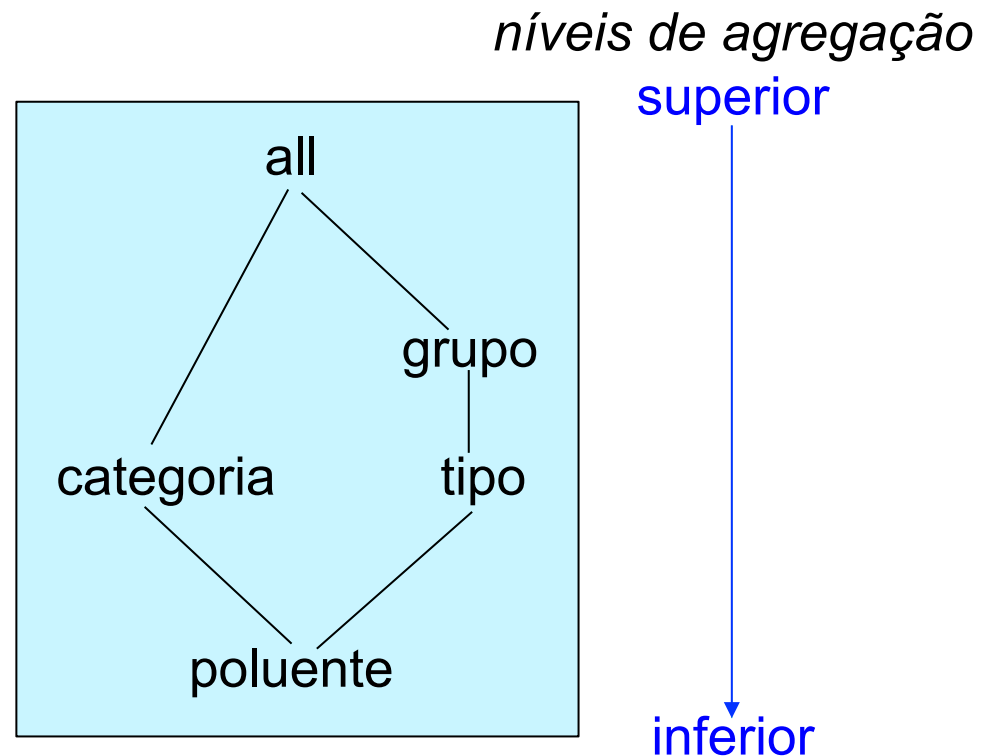 níveis de agregação
superior
all
grupo
categoria
tipo
poluente
inferior